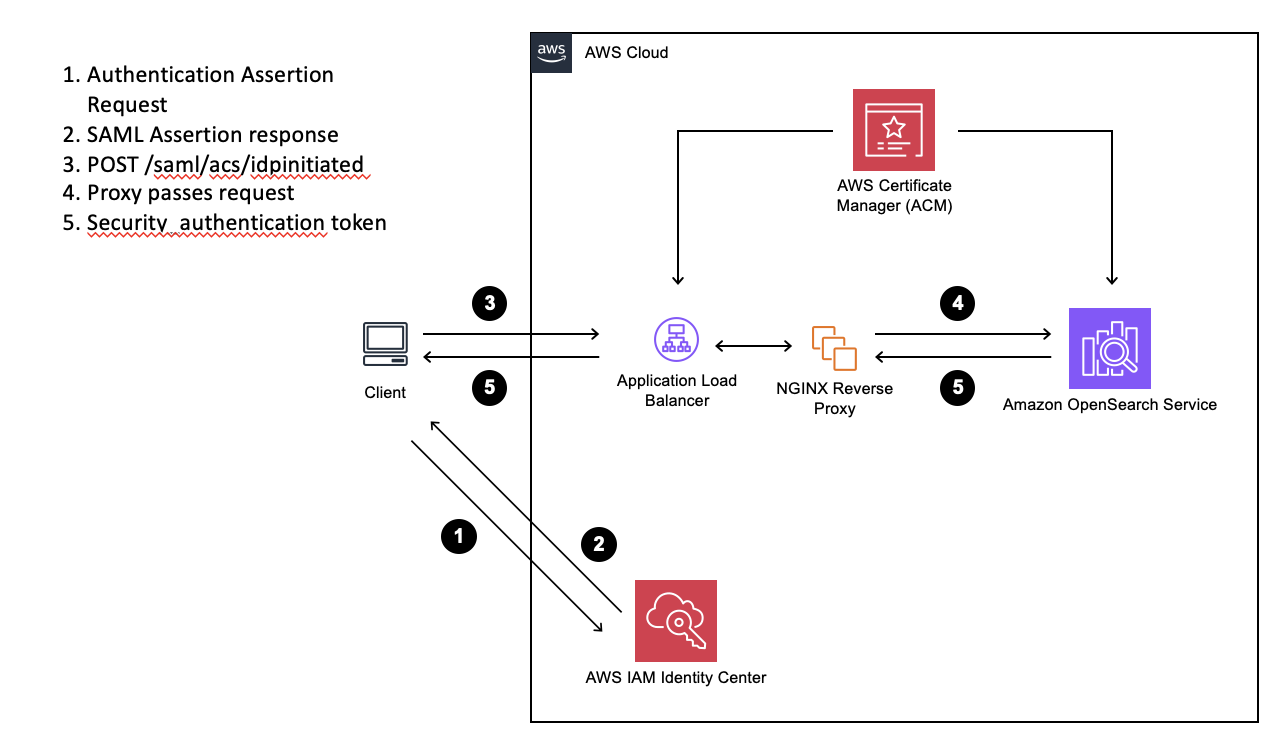 aws
AWS Cloud
1. Authentication Assertion
Request
2. SAML Assertion response
3. POST /saml/acs/idpinitiated
4. Proxy passes request
5. Security_authentication token
AWS Certificate
Manager (ACM)
3
4
Client
5
Application Load
Balancer
NGINX Reverse
Proxy
5
Amazon OpenSearch Service
1
2
AWS IAM Identity Center